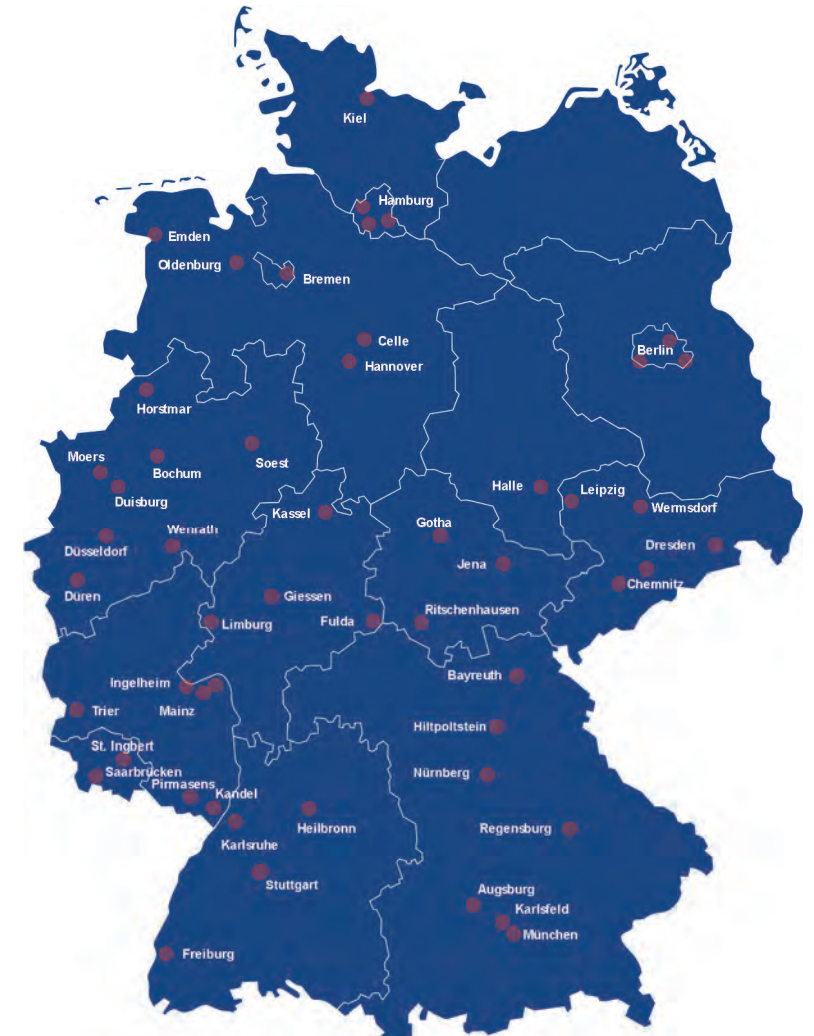 Kiel
Hamburg
Emden
Oldenburg
Bremen
Celle
Hannover
Berlin
Horstmar
Moers
Bochum
Soest
Duisburg
Halle
Leipzig
Wermsdorf
Kassel
Gotha
Düsseldorf
Dresden
Jena
Chemnitz
Düren
Giessen
Limburg
Fulda
Ritschenhausen
Ingelheim
Bayreuth
Trier
Mainz
Hiltpoltstein
St. Ingbert
Saarbrücken
Nürnberg
Pirmasens
Kandel
Heilbronn
Regensburg
Karlsruhe
Stuttgart
Augsburg
Karlsfeld
München
Freiburg